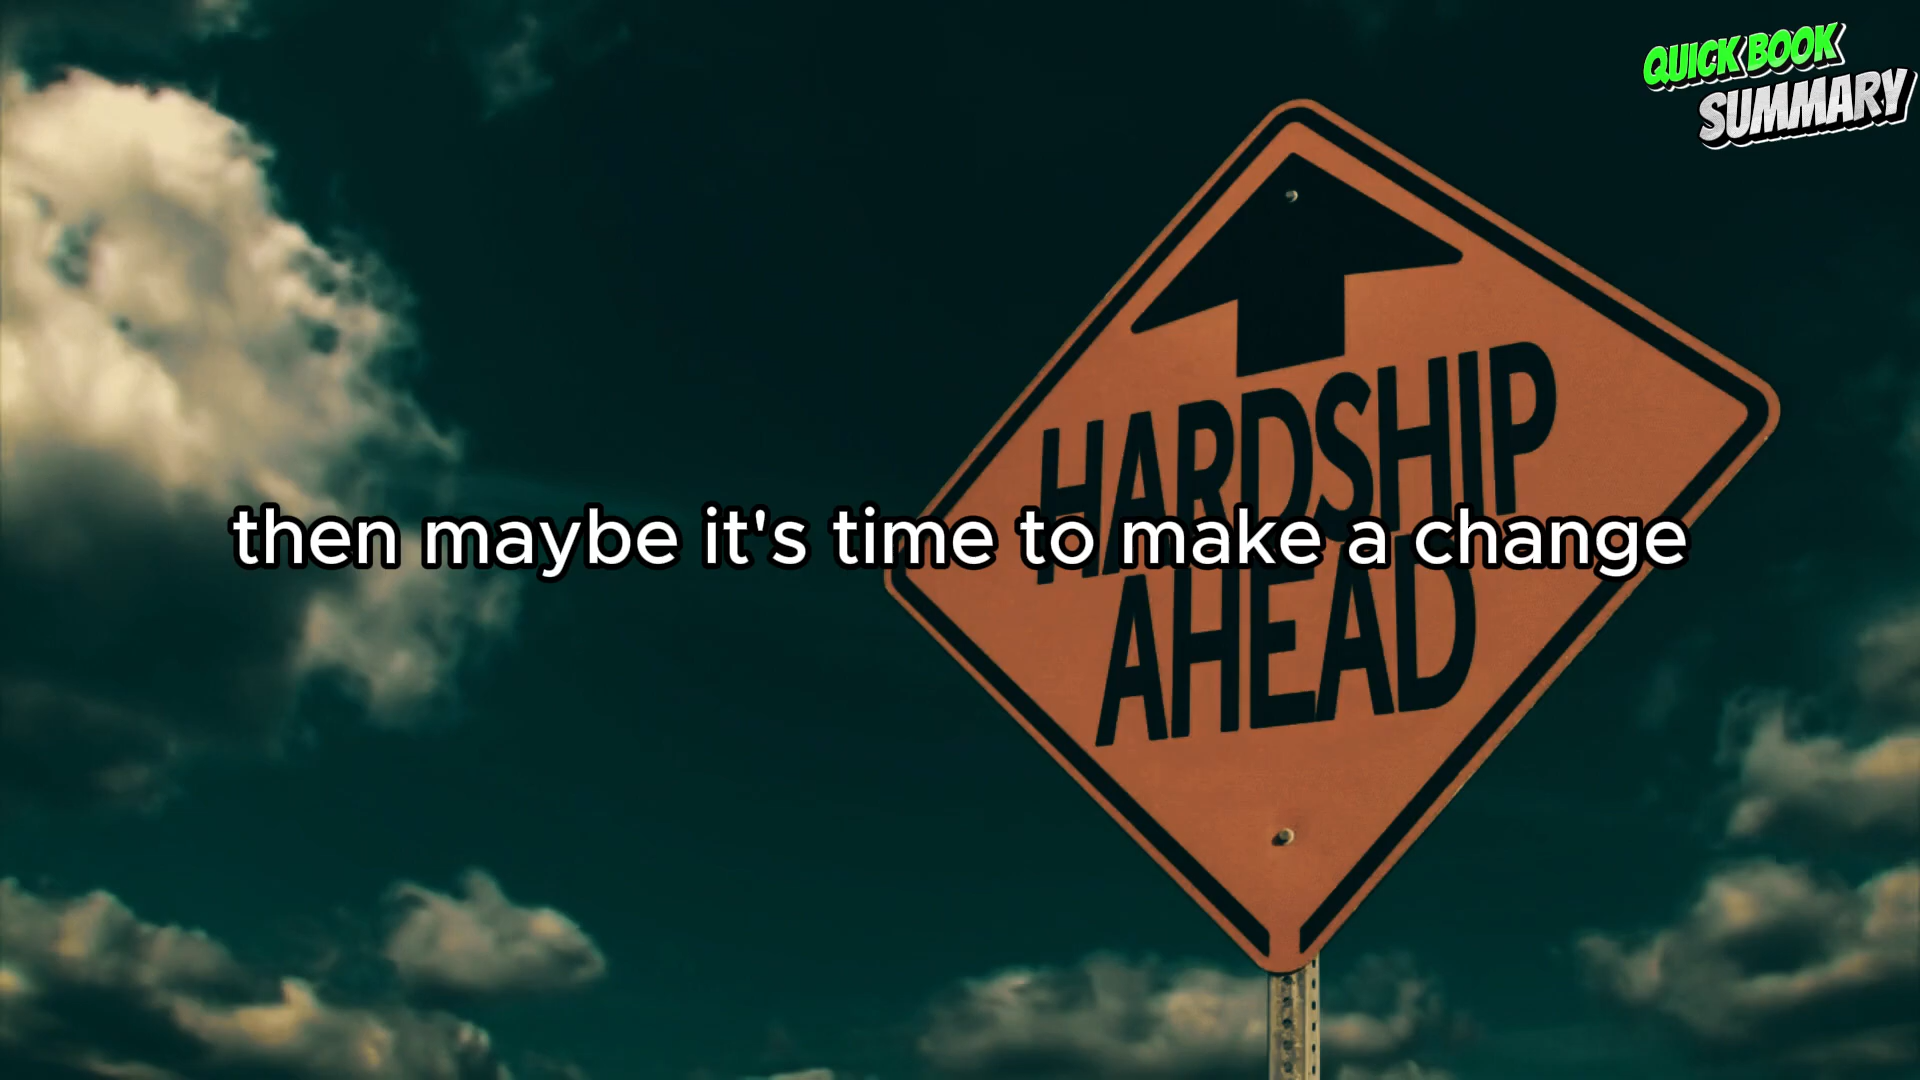 QUICK BOOK
SUMMARY
HARDSHIP
AHEAD
then maybe it's time to make a change